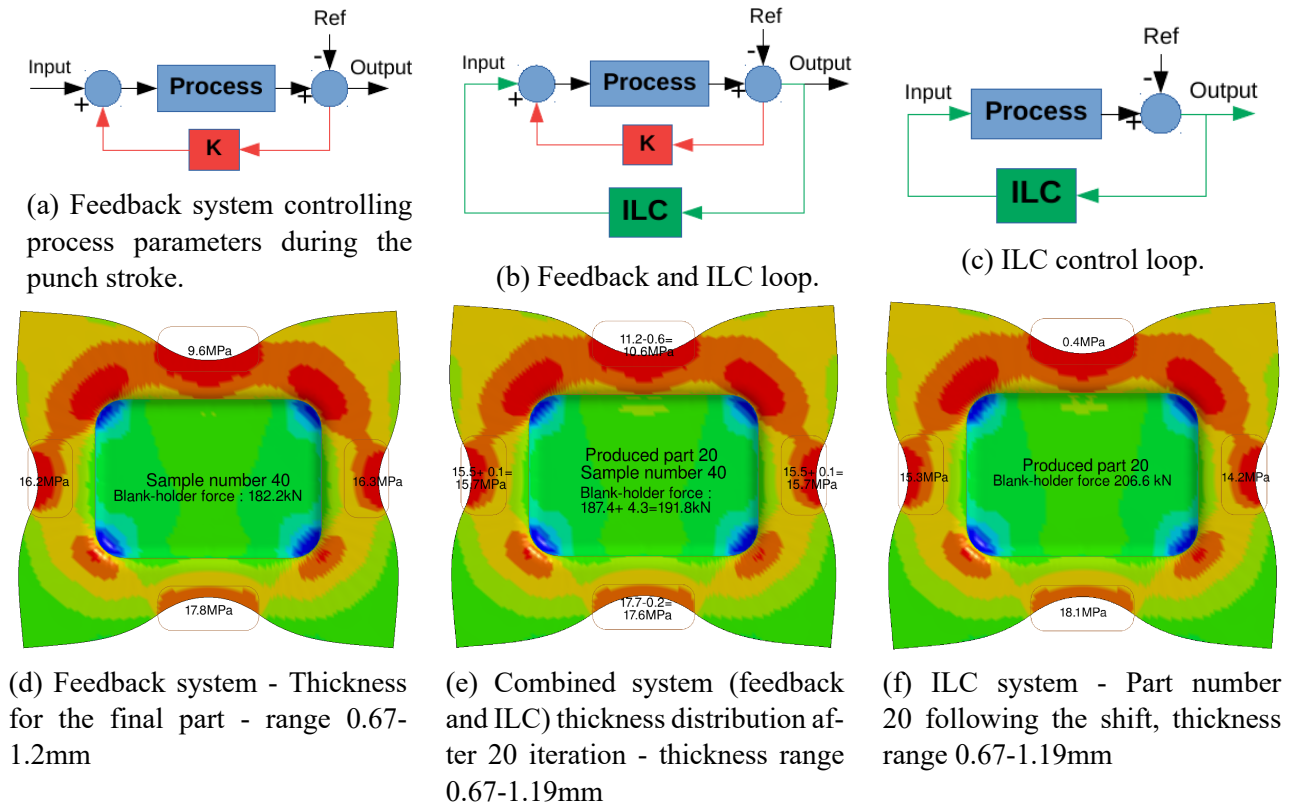 Ref
-
Input
Process
Output
+
+
K
(a) Feedback system controlling
process parameters during the
punch stroke.
Ref
-
Input
Process
Output
+
+
K
ILC
(b) Feedback and ILC loop.
Ref
-
Input
Process
Output
+
ILC
(c) ILC control loop.
9.6MPa
16.2MPa
Sample number 40
Blank-holder force : 182.2kN
16.3MPa
17.8MPa
(d) Feedback system - Thickness
for the final part - range 0.67-
1.2mm
11.2-0.6=
10.6MPa
15.5+ 0.1=
15.7MPa
Produced part 20
Sample number 40
Blank-holder force :
187.4+ 4.3=191.8kN
15.5+ 0.1=
15.7MPa
17.7-0.2=
17.6MPa
(e) Combined system (feedback
and ILC) thickness distribution af-
ter 20 iteration - thickness range
0.67-1.19mm
0.4MPa
15.3MPa
Produced part 20
Blank-holder force 206.6 kN
14.2MPa
18.1MPa
(f) ILC system - Part number
20 following the shift, thickness
range 0.67-1.19mm